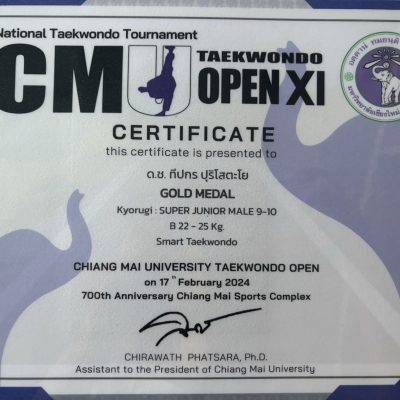 National Taekwondo Tournament
CMU TAEKWONDO
OPEN XI
CERTIFICATE
this certificate is presented to
ด.ช. ทีปกร ปุริโสตะโย
GOLD MEDAL
Kyorugi : SUPER JUNIOR MALE 9-10
B 22 - 25 Kg.
Smart Taekwondo
CHIANG MAI UNIVERSITY TAEKWONDO OPEN
on 17th February 2024
700th Anniversary Chiang Mai Sports Complex
CHIRAWATH PHATSARA, Ph.D.
Assistant to the President of Chiang Mai University